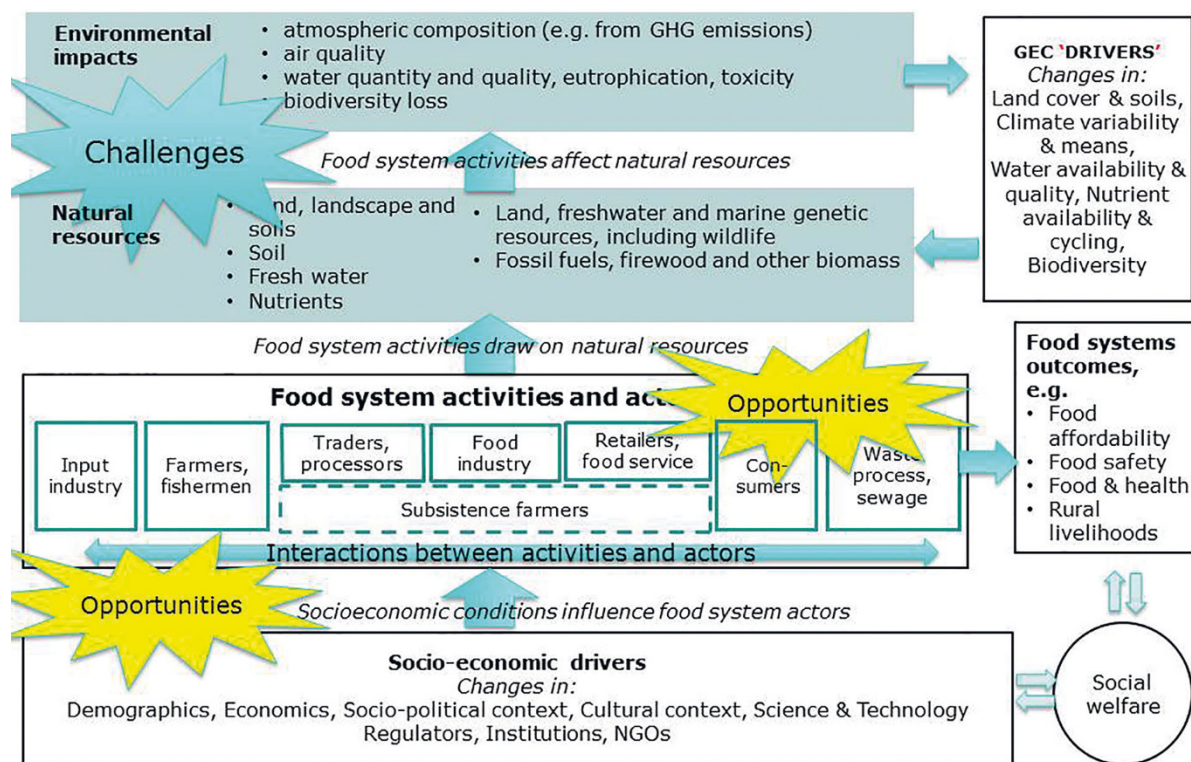 Environmental
impacts
• atmospheric composition (e.g. from GHG emissions)
• air quality
• water quantity and quality, eutrophication, toxicity
• biodiversity loss
Challenges
Food system activities affect natural resources
Natural
resources
• Land, landscape and
soils
• Soil
• Fresh water
• Nutrients
• Land, freshwater and marine genetic
resources, including wildlife
• Fossil fuels, firewood and other biomass
GEC 'DRIVERS'
Changes in:
Land cover & soils,
Climate variability
& means,
Water availability &
quality, Nutrient
availability &
cycling,
Biodiversity
Food system activities draw on natural resources
Food system activities and acto
Opportunities
Input
industry
Farmers,
fishermen
Traders,
processors
Food
industry
Retailers,
food service
Subsistence farmers
Con-
sumers
Waste
process,
sewage
Interactions between activities and actors
Food systems
outcomes,
e.g.
• Food
affordability
• Food safety
• Food & health
• Rural
livelihoods
Opportunities
Socioeconomic conditions influence food system actors
Socio-economic drivers
Changes in:
Demographics, Economics, Socio-political context, Cultural context, Science & Technology
Regulators, Institutions, NGOs
Social
welfare